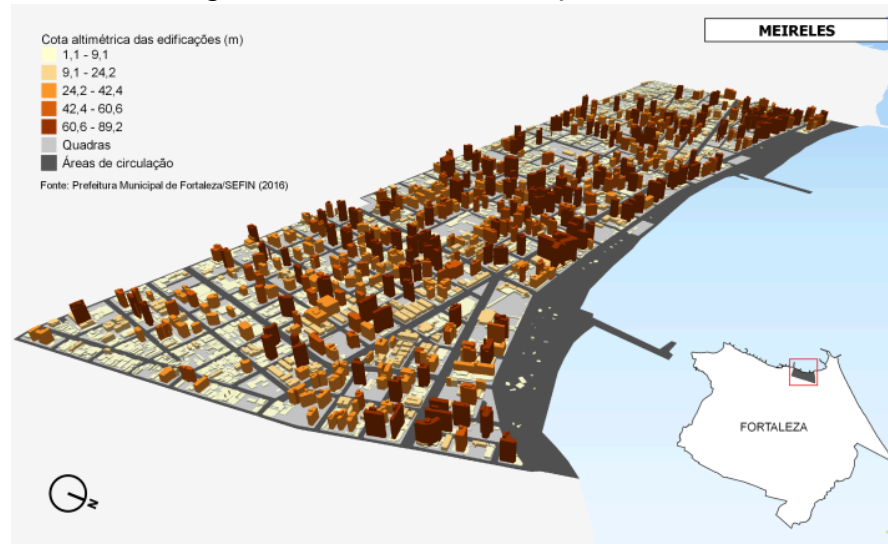 MEIRELES
Cota altimétrica das edificações (m)
1,1 - 9,1
9,1 - 24,2
24,2 - 42,4
42,4 - 60,6
60,6 - 89,2
Quadras
Áreas de circulação
Fonte: Prefeitura Municipal de Fortaleza/SEFIN (2016)
FORTALEZA
N